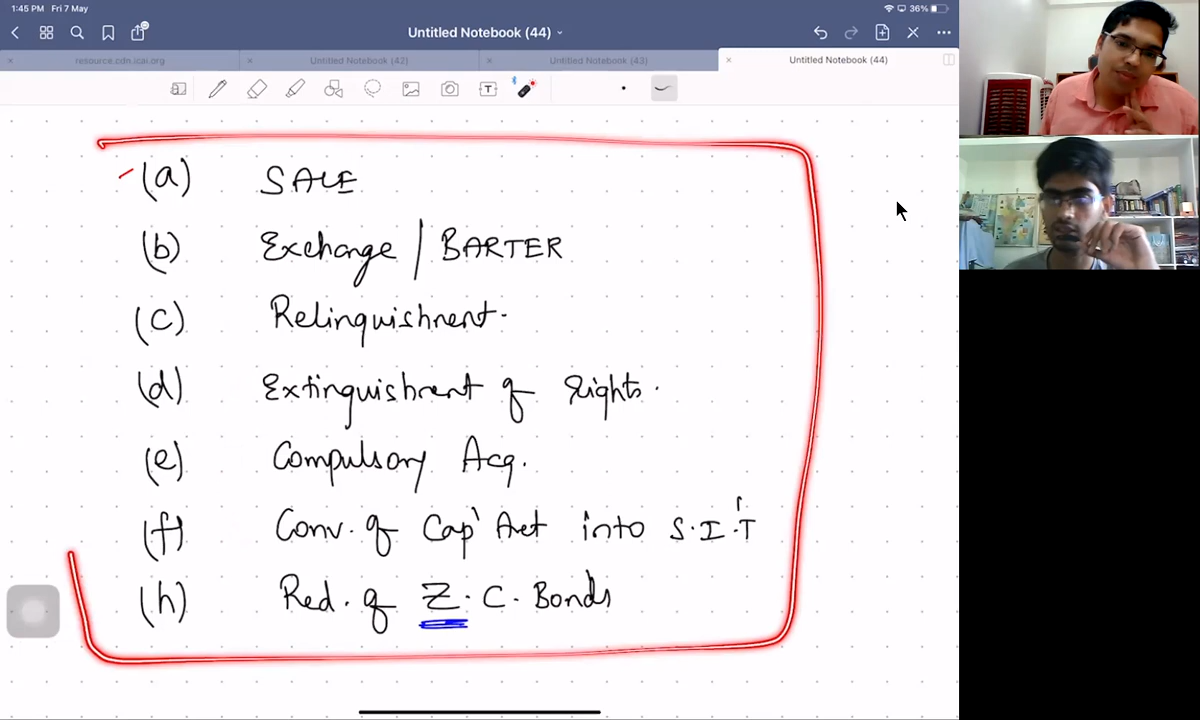 1:45 PM Fri 7 May
36%
Untitled Notebook (44)
resource.cdn.icai.org
Untitled Notebook (42)
Untitled Notebook (43)
Untitled Notebook (44)
(a) SALE
(b) Exchange / BARTER
(c) Relinquishment.
(d) Extinguishment of Rights.
(e) Compulsory Acq.
(f) Conv. of Cap' Asset into S.I.T
(h) Red. of Z. C. Bonds